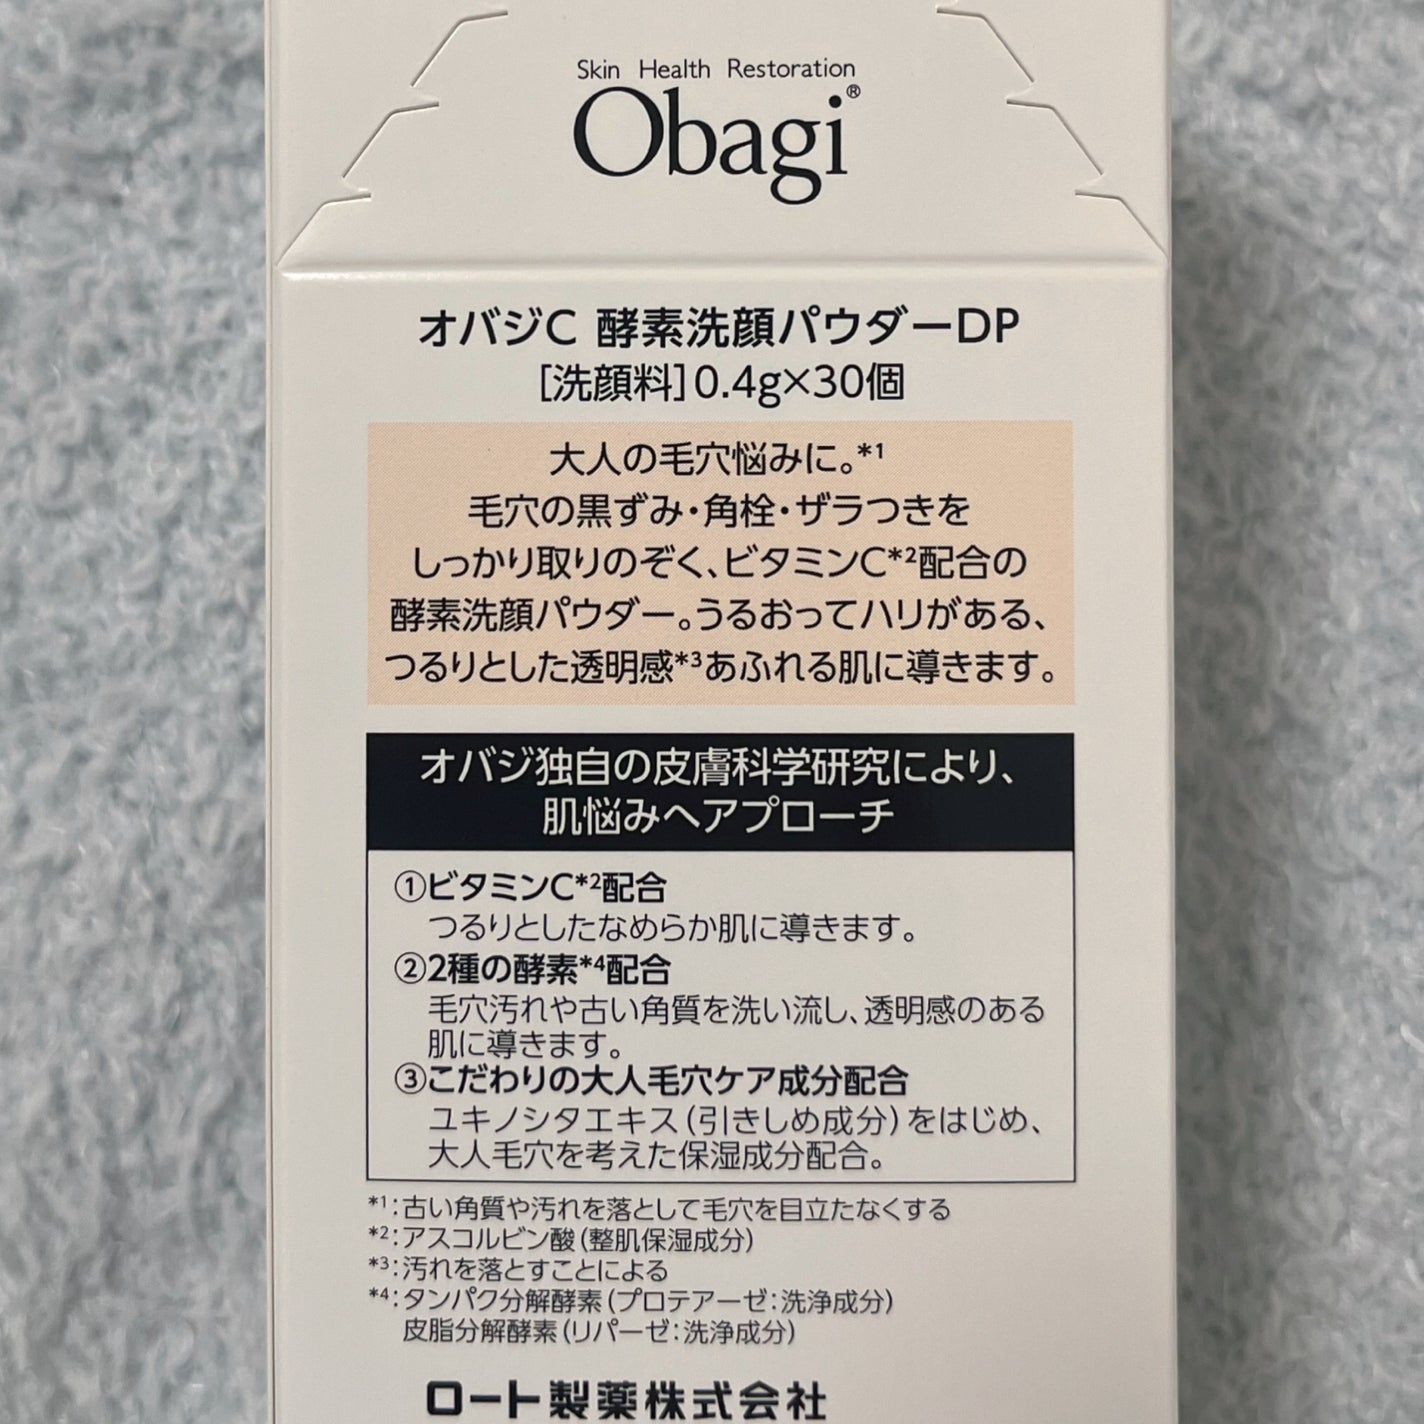 Skin Health Restoration
Obagi®
オバジC 酵素洗顔パウダーDP
[洗顔料]0.4g×30個
大人の毛穴悩みに。*1
毛穴の黒ずみ・角栓・ザラつきを
しっかり取りのぞく、ビタミンC*2配合の
酵素洗顔パウダー。うるおってハリがある、
つるりとした透明感*3あふれる肌に導きます。
オバジ独自の皮膚科学研究により、
肌悩みへアプローチ
①ビタミンC*2配合
つるりとしたなめらか肌に導きます。
②2種の酵素*4配合
毛穴汚れや古い角質を洗い流し、透明感のある
肌に導きます。
③こだわりの大人毛穴ケア成分配合
ユキノシタエキス(引きしめ成分)をはじめ、
大人毛穴を考えた保湿成分配合。
*1:古い角質や汚れを落として毛穴を目立たなくする
*2:アスコルビン酸(整肌保湿成分)
*3:汚れを落とすことによる
*4:タンパク分解酵素(プロテアーゼ:洗浄成分)
皮脂分解酵素(リパーゼ:洗浄成分)
ロート製薬株式会社